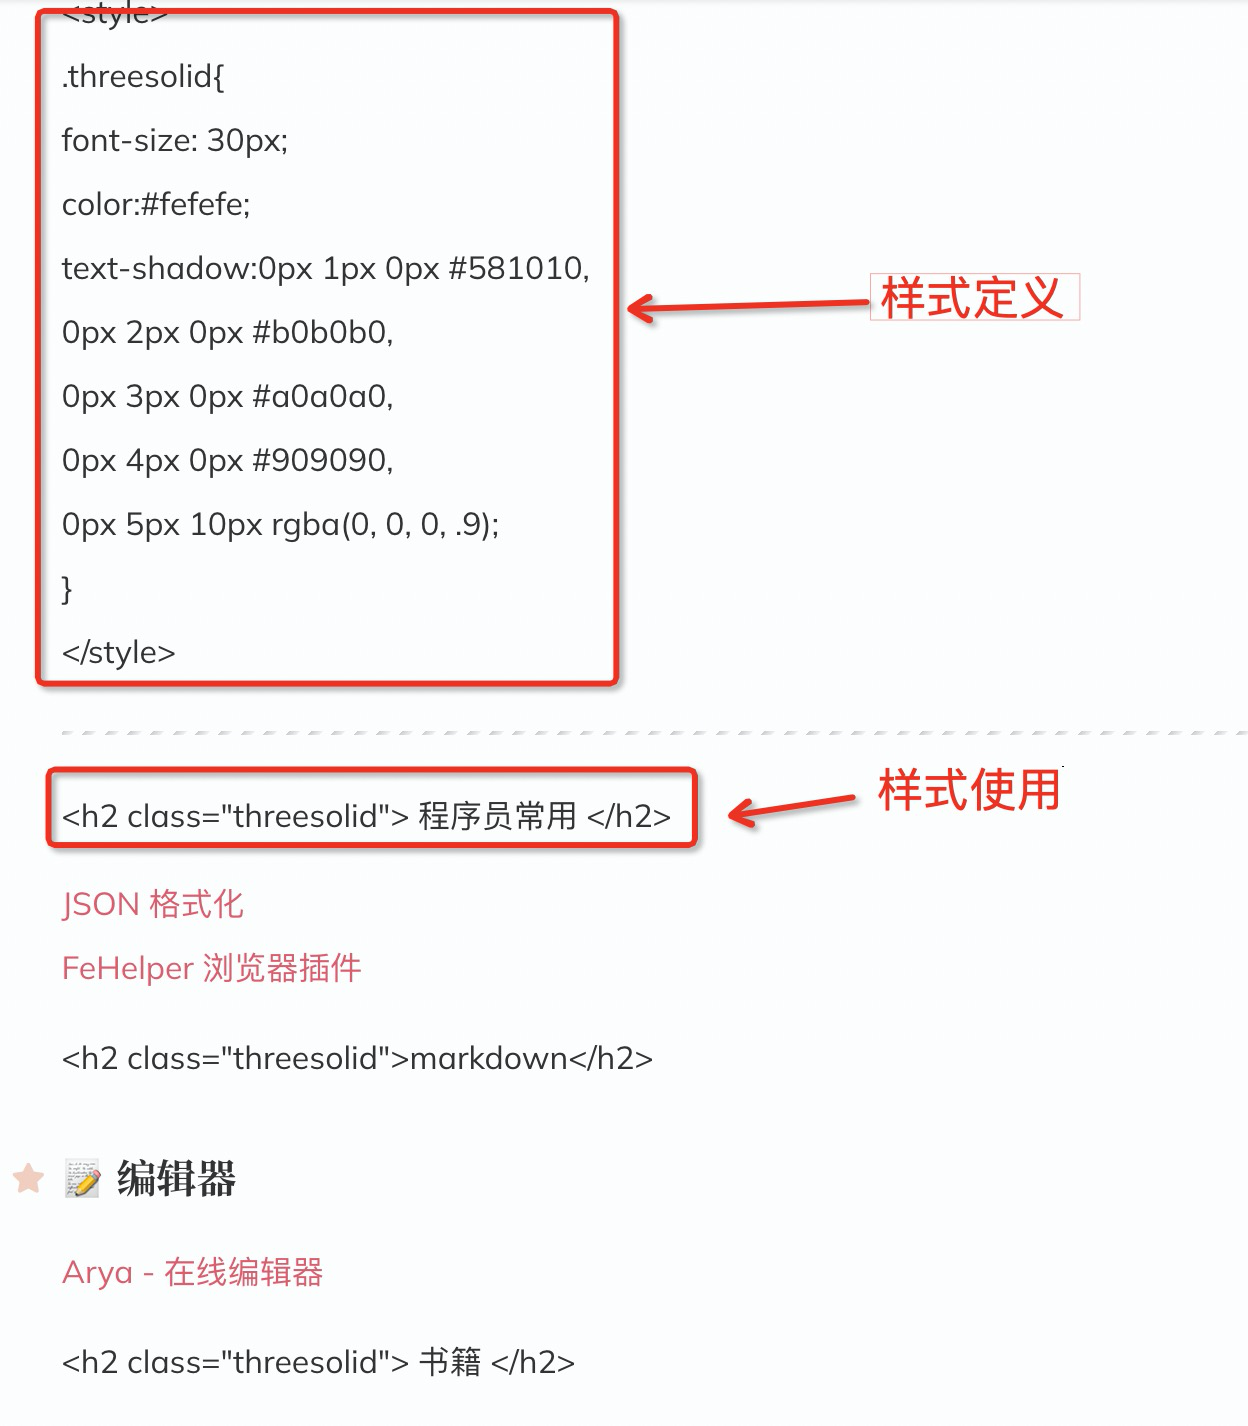 <style>
.threesolid{
font-size: 30px;
color:#fefefe;
text-shadow:0px 1px 0px #581010,
样式定义
0px 2px 0px #b0b0b0,
0px 3px 0px #a0a0a0,
0px 4px 0px #909090,
0px 5px 10px rgba(0, 0, 0, .9);
}
</style>
<h2 class="threesolid"> 程序员常用 </h2>
样式使用
JSON 格式化
FeHelper 浏览器插件
<h2 class="threesolid">markdown</h2>
编辑器
Arya - 在线编辑器
<h2 class="threesolid"> 书籍 </h2>